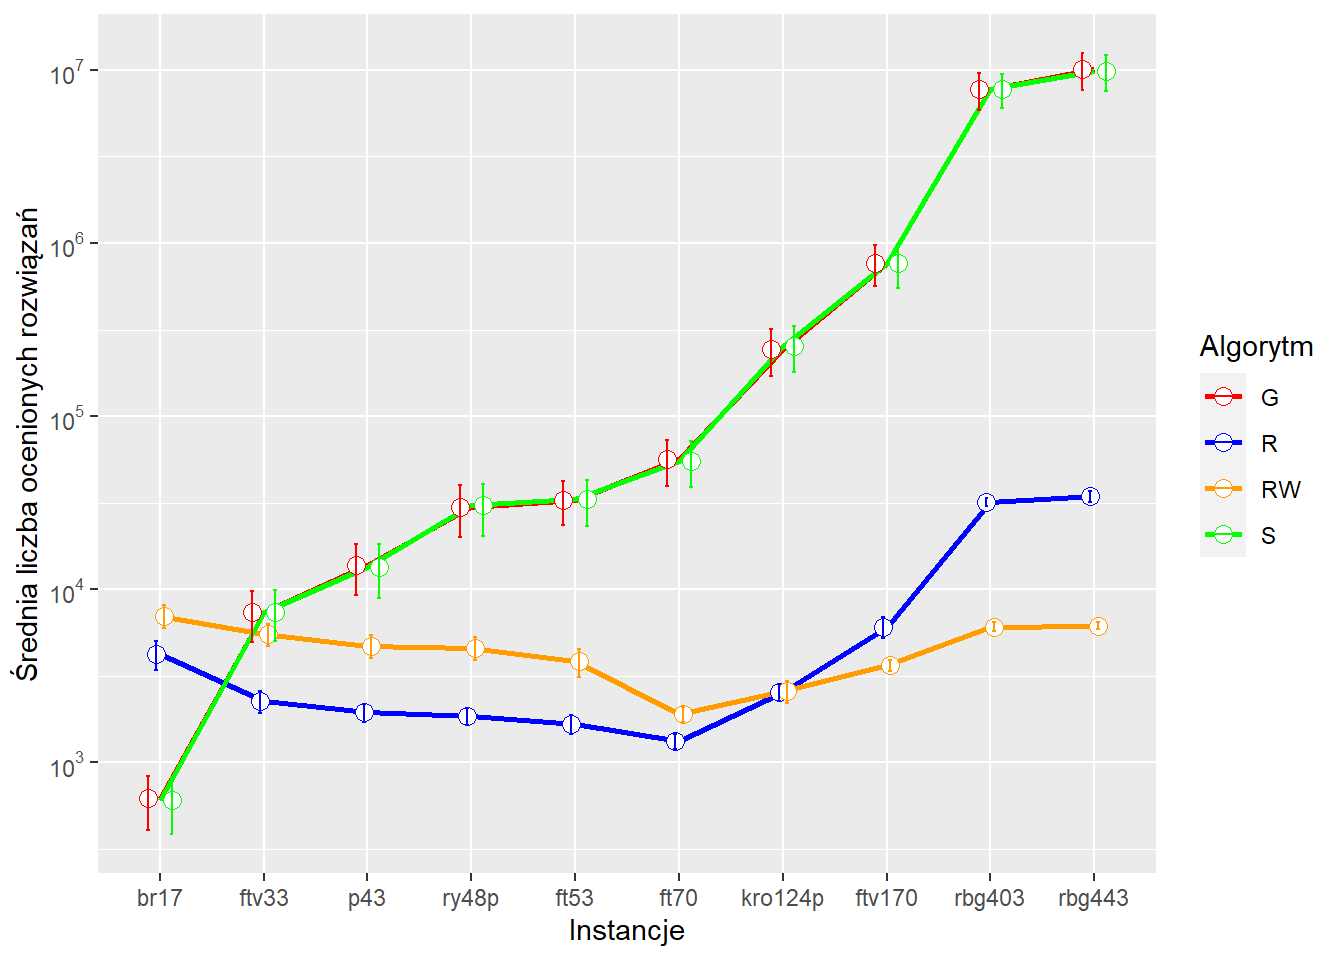 Średnia liczba ocenionych rozwiązań
10^7
10^6
10^5
10^4
10^3
br17 ftv33 p43 ry48p ft53 ft70 kro124p ftv170 rbg403 rbg443
Instancje
Algorytm
G
R
RW
S